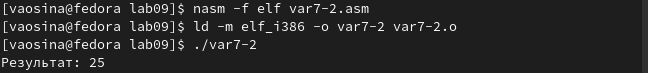 [vaosina@fedora lab09]$ nasm -f elf var7-2.asm
[vaosina@fedora lab09]$ ld -m elf_i386 -o var7-2 var7-2.o
[vaosina@fedora lab09]$ ./var7-2
Результат: 25